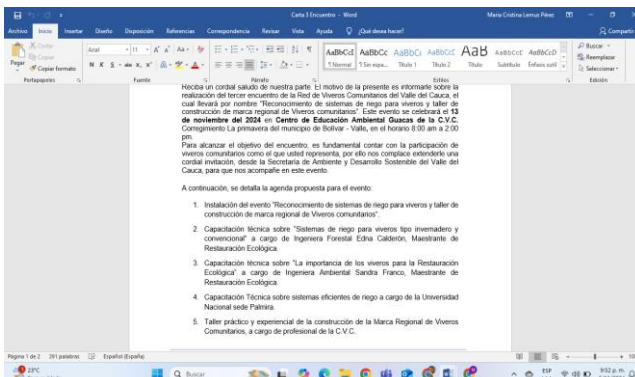 Carta 3 Encuentro - Word
Maria Cristina Lemus Pérez
Archivo Inicio Insertar Diseño Disposición Referencias Correspondencia Revisar Vista Ayuda ¿Qué desea hacer? Compartir
Cortar
Copiar
Pegar
Copiar formato
Arial 11
AaBbCcI AaBbCc AaBbCc AaBbCcC AaB AaBbCcC AaBbCcD
1 Normal 1 Sin espa... Título 1 Título 2 Título Subtítulo Énfasis sutil
Buscar
Reemplazar
Seleccionar
Portapapeles Fuente Párrafo Estilos Edición
Reciba un cordial saludo de nuestra parte. El motivo de la presente es informarle sobre la
realización del tercer encuentro de la Red de Viveros Comunitarios del Valle del Cauca, el
cual llevará por nombre "Reconocimiento de sistemas de riego para viveros y taller de
construcción de marca regional de Viveros comunitarios". Este evento se celebrará el 13
de noviembre del 2024 en Centro de Educación Ambiental Guacas de la C.V.C.
Corregimiento La primavera del municipio de Bolívar - Valle, en el horario 8:00 am a 2:00
pm.
Para alcanzar el objetivo del encuentro, es fundamental contar con la participación de
viveros comunitarios como el que usted representa, por ello nos complace extenderle una
cordial invitación, desde la Secretaría de Ambiente y Desarrollo Sostenible del Valle del
Cauca, para que nos acompañe en este evento.
A continuación, se detalla la agenda propuesta para el evento:
1. Instalación del evento "Reconocimiento de sistemas de riego para viveros y taller de
construcción de marca regional de Viveros comunitarios".
2. Capacitación técnica sobre "Sistemas de riego para viveros tipo invernadero y
convencional" a cargo de Ingeniera Forestal Edna Calderón, Maestrante de
Restauración Ecológica.
3. Capacitación técnica sobre "La importancia de los viveros para la Restauración
Ecológica" a cargo de Ingeniera Ambiental Sandra Franco, Maestrante de
Restauración Ecológica.
4. Capacitación Técnica sobre sistemas eficientes de riego a cargo de la Universidad
Nacional sede Palmira.
5. Taller práctico y experiencial de la construcción de la Marca Regional de Viveros
Comunitarios, a cargo de profesional de la C.V.C.
Página 1 de 2 391 palabras Español (España)
23°C
Buscar
ESP
9:52 p. m.